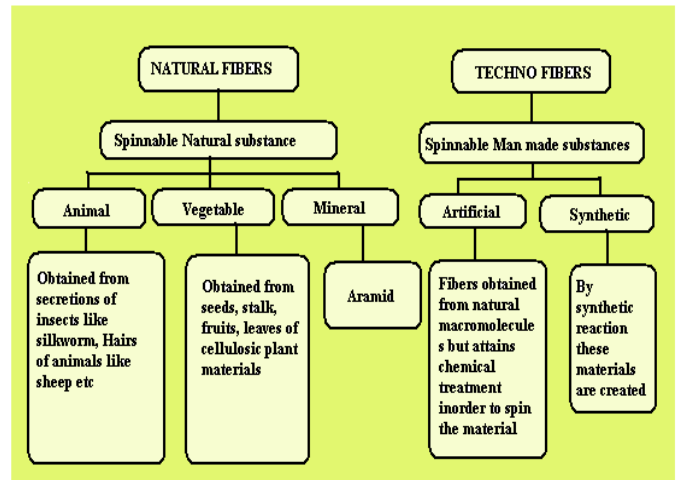 NATURAL FIBERS
TECHNO FIBERS
Spinnable Natural substance
Spinnable Man made substances
Animal
Vegetable
Mineral
Artificial
Synthetic
Obtained from
secretions of
insects like
silkworm, Hairs
of animals like
sheep etc
Obtained from
seeds, stalk,
fruits, leaves of
cellulosic plant
materials
Aramid
Fibers obtained
from natural
macromolecule
s but attains
chemical
treatment
inorder to spin
the material
By
synthetic
reaction
these
materials
are created